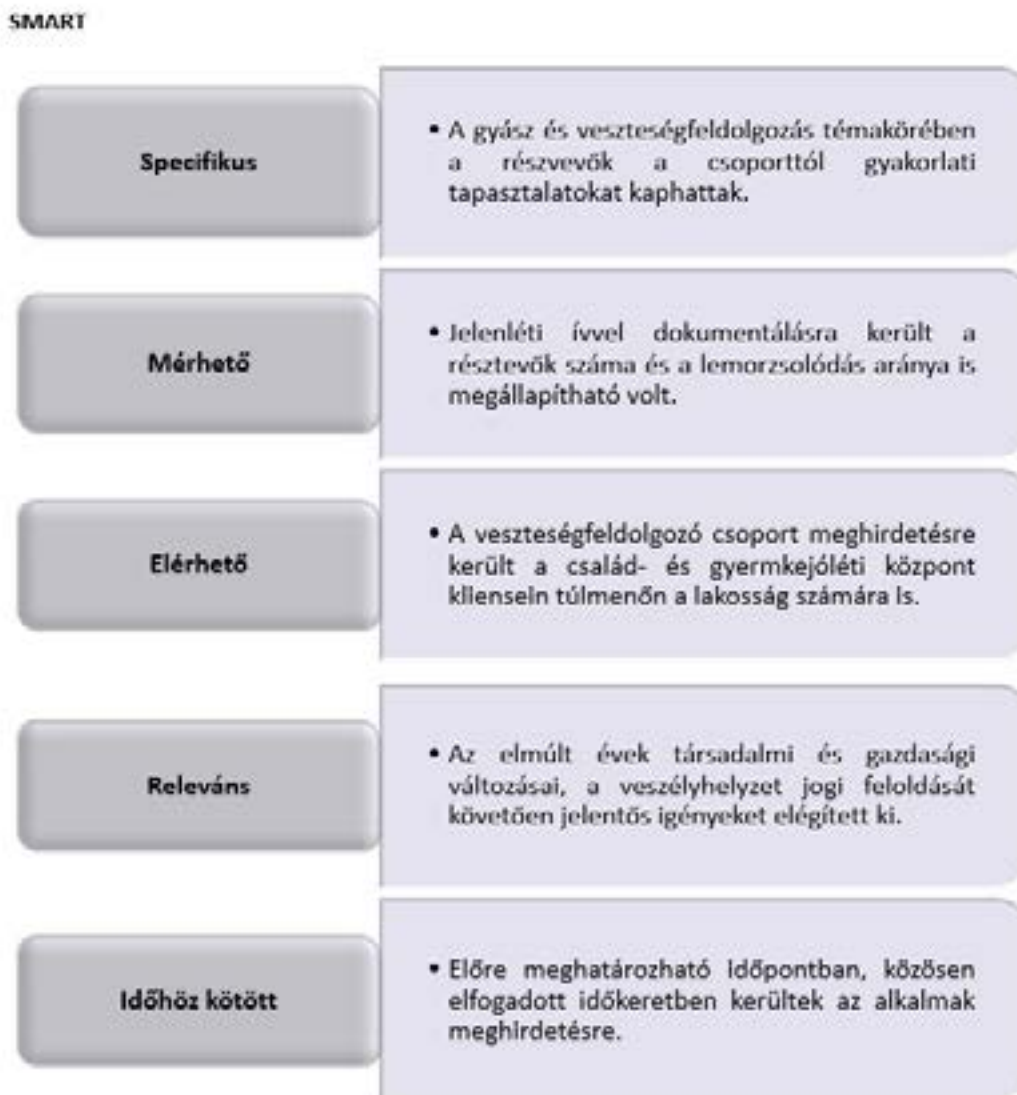 SMART
Specifikus
• A gyász és veszteségfeldolgozás témakörében
a részvevők a csoporttól gyakorlati
tapasztalatokat kaphattak.
Mérhető
• Jelenléti ívvel dokumentálásra került a
résztevők száma és a lemorzsolódás aránya is
megállapítható volt.
Elérhető
• A veszteségfeldolgozó csoport meghirdetésre
került a család- és gyermkejóléti központ
kliensein túlmenőn a lakosság számára is.
Releváns
• Az elmúlt évek társadalmi és gazdasági
változásai, a veszélyhelyzet jogi feloldását
követően jelentős igényeket elégített ki.
Időhöz kötött
• Előre meghatározható időpontban, közösen
elfogadott időkeretben kerültek az alkalmak
meghirdetésre.